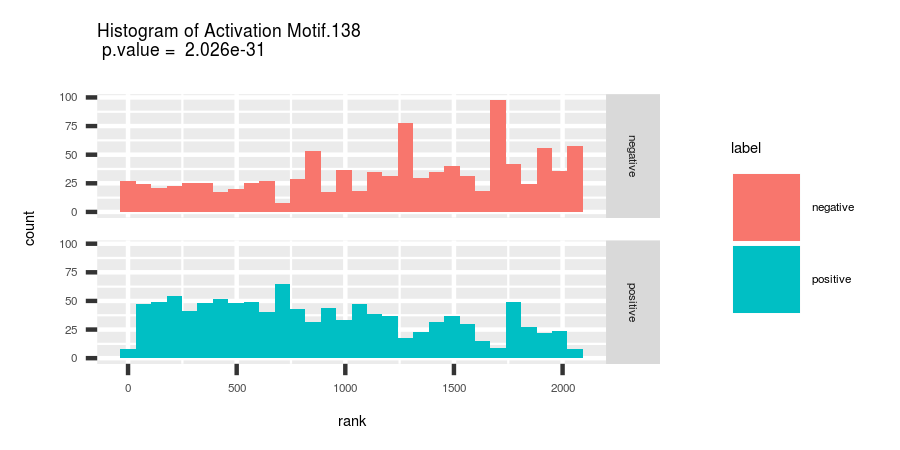 Histogram of Activation Motif.138
p.value = 2.026e-31
100
75
50
25
0
negative
100
75
50
25
0
positive
0 500 1000 1500 2000
rank
count
label
negative
positive